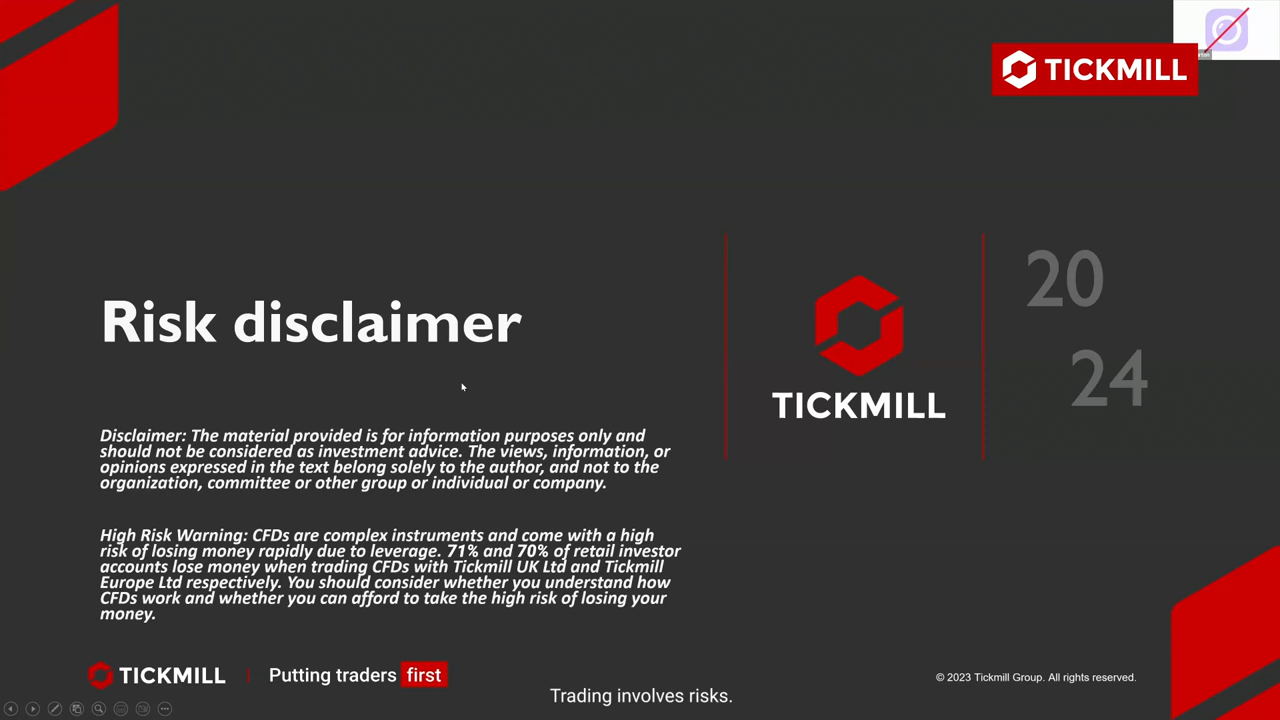 TICKMILL
20
24
Risk disclaimer
TICKMILL
Disclaimer: The material provided is for information purposes only and
should not be considered as investment advice. The views, information, or
opinions expressed in the text belong solely to the author, and not to the
organization, committee or other group or individual or company.
High Risk Warning: CFDs are complex instruments and come with a high
risk of losing money rapidly due to leverage. 71% and 70% of retail investor
accounts lose money when trading CFDs with Tickmill UK Ltd and Tickmill
Europe Ltd respectively. You should consider whether you understand how
CFDs work and whether you can afford to take the high risk of losing your
money.
TICKMILL | Putting traders first
© 2023 Tickmill Group. All rights reserved.
Trading involves risks.